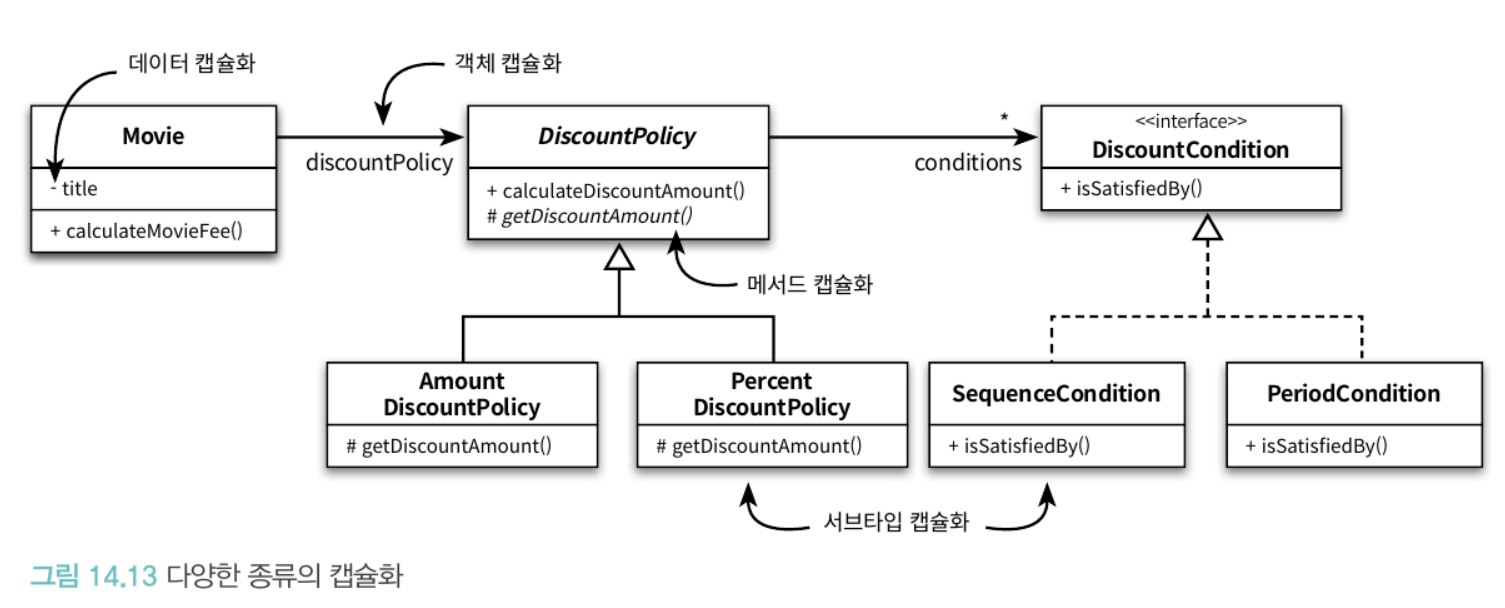 데이터 캡슐화
객체 캡슐화
Movie
- title
+ calculateMovieFee()
discountPolicy
DiscountPolicy
+ calculateDiscountAmount()
# getDiscountAmount()
*
conditions
<<interface>>
DiscountCondition
+ isSatisfiedBy()
메서드 캡슐화
Amount
DiscountPolicy
# getDiscountAmount()
Percent
DiscountPolicy
# getDiscountAmount()
SequenceCondition
+ isSatisfiedBy()
PeriodCondition
+ isSatisfiedBy()
서브타입 캡슐화
그림 14.13 다양한 종류의 캡슐화